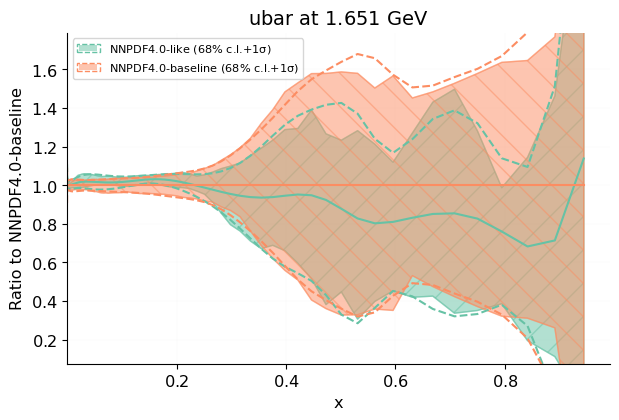 ubar at 1.651 GeV
NNPDF4.0-like (68% c.l.+1σ)
NNPDF4.0-baseline (68% c.l.+1σ)
Ratio to NNPDF4.0-baseline
1.6
1.4
1.2
1.0
0.8
0.6
0.4
0.2
0.2 0.4 0.6 0.8
x